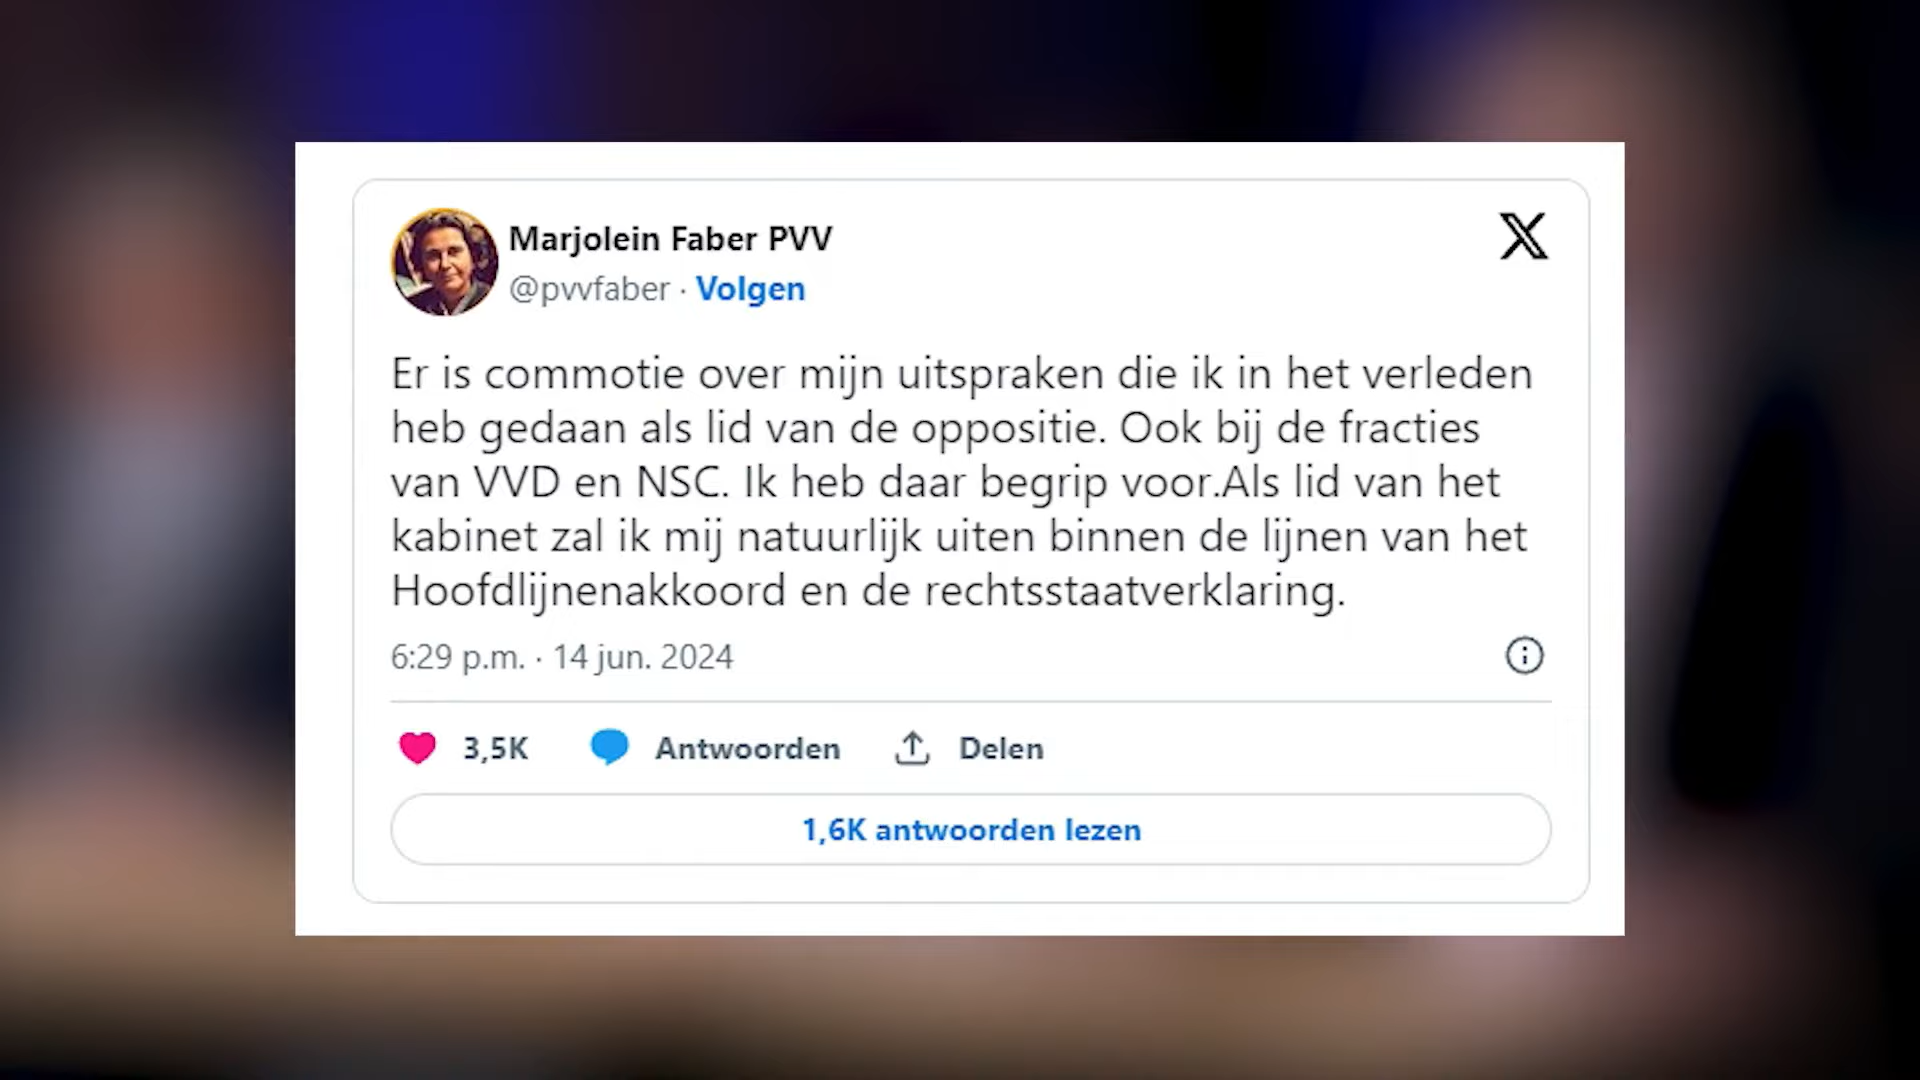 Marjolein Faber PVV
@pvvfaber · Volgen
Er is commotie over mijn uitspraken die ik in het verleden
heb gedaan als lid van de oppositie. Ook bij de fracties
van VVD en NSC. Ik heb daar begrip voor.Als lid van het
kabinet zal ik mij natuurlijk uiten binnen de lijnen van het
Hoofdlijnenakkoord en de rechtsstaatverklaring.
6:29 p.m. · 14 jun. 2024
3,5K Antwoorden Delen
1,6K antwoorden lezen